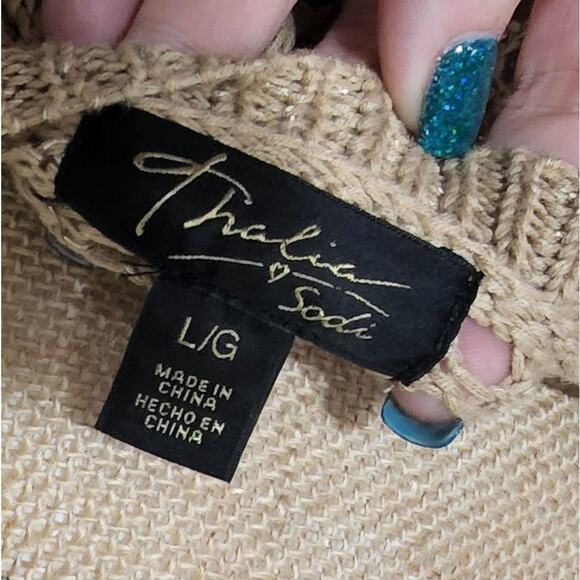 Thalia
Sodi
L/G
MADE IN
CHINA
HECHO EN
CHINA